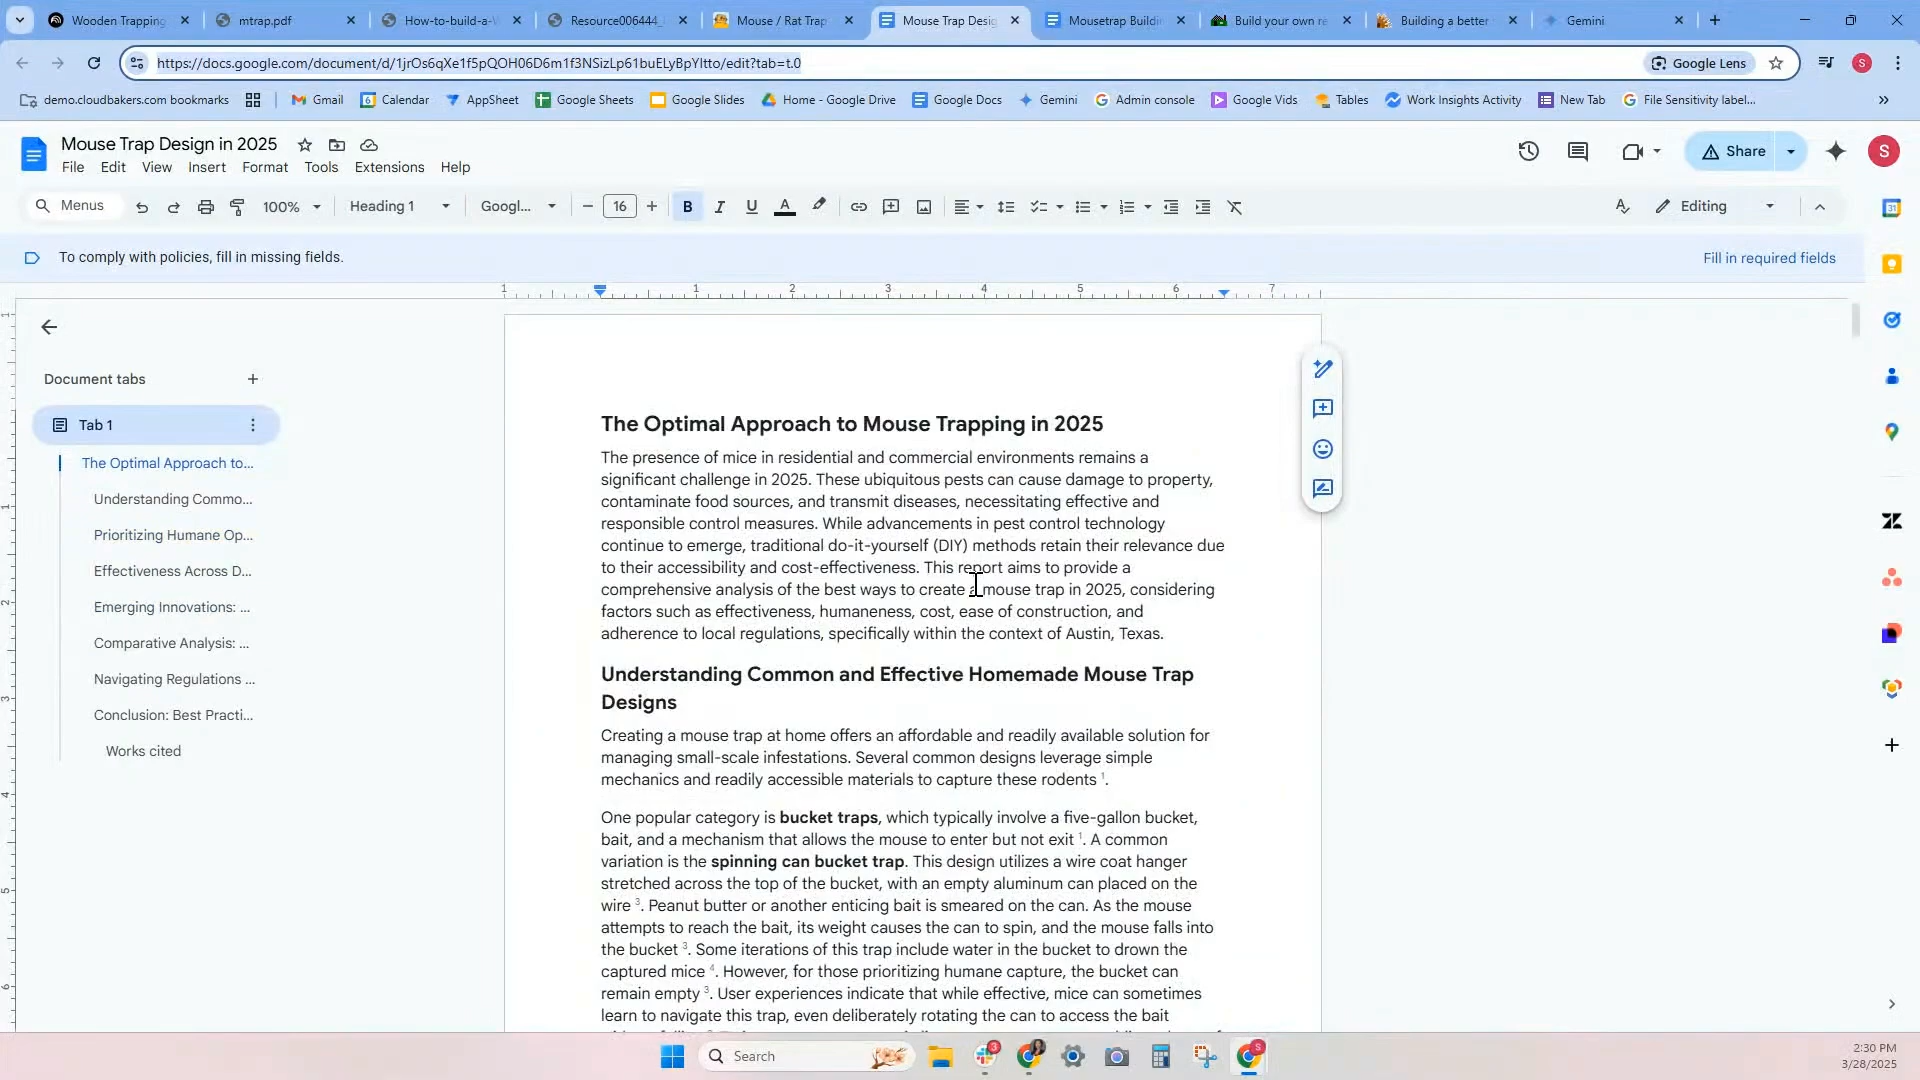 Wooden Trapping
mtrap.pdf
How-to-build-a-V
Resource006444_
Mouse / Rat Trap
Mouse Trap Desig
Mousetrap Buildi
Build your own re
Building a better
Gemini
https://docs.google.com/document/d/1jrOs6qXe1f5pQOH06D6m1f3NSizLp61buELyBpYltto/edit?tab=t.0
Google Lens
S
demo.cloudbakers.com bookmarks
Gmail
Calendar
AppSheet
Google Sheets
Google Slides
Home - Google Drive
Google Docs
Gemini
Admin console
Google Vids
Tables
Work Insights Activity
New Tab
File Sensitivity label...
Mouse Trap Design in 2025
File Edit View Insert Format Tools Extensions Help
Share
S
Menus
100%
Heading 1
Googl...
16
B
Editing
To comply with policies, fill in missing fields.
Fill in required fields
1 1 2 3 4 5 6 7
Document tabs
Tab 1
The Optimal Approach to...
Understanding Commo...
Prioritizing Humane Op...
Effectiveness Across D...
Emerging Innovations: ...
Comparative Analysis: ...
Navigating Regulations ...
Conclusion: Best Practi...
Works cited
The Optimal Approach to Mouse Trapping in 2025
The presence of mice in residential and commercial environments remains a
significant challenge in 2025. These ubiquitous pests can cause damage to property,
contaminate food sources, and transmit diseases, necessitating effective and
responsible control measures. While advancements in pest control technology
continue to emerge, traditional do-it-yourself (DIY) methods retain their relevance due
to their accessibility and cost-effectiveness. This report aims to provide a
comprehensive analysis of the best ways to create a mouse trap in 2025, considering
factors such as effectiveness, humaneness, cost, ease of construction, and
adherence to local regulations, specifically within the context of Austin, Texas.
Understanding Common and Effective Homemade Mouse Trap
Designs
Creating a mouse trap at home offers an affordable and readily available solution for
managing small-scale infestations. Several common designs leverage simple
mechanics and readily accessible materials to capture these rodents 1.
One popular category is bucket traps, which typically involve a five-gallon bucket,
bait, and a mechanism that allows the mouse to enter but not exit 1. A common
variation is the spinning can bucket trap. This design utilizes a wire coat hanger
stretched across the top of the bucket, with an empty aluminum can placed on the
wire 3. Peanut butter or another enticing bait is smeared on the can. As the mouse
attempts to reach the bait, its weight causes the can to spin, and the mouse falls into
the bucket 3. Some iterations of this trap include water in the bucket to drown the
captured mice 4. However, for those prioritizing humane capture, the bucket can
remain empty 3. User experiences indicate that while effective, mice can sometimes
learn to navigate this trap, even deliberately rotating the can to access the bait
Search
3
S
2:30 PM
3/28/2025